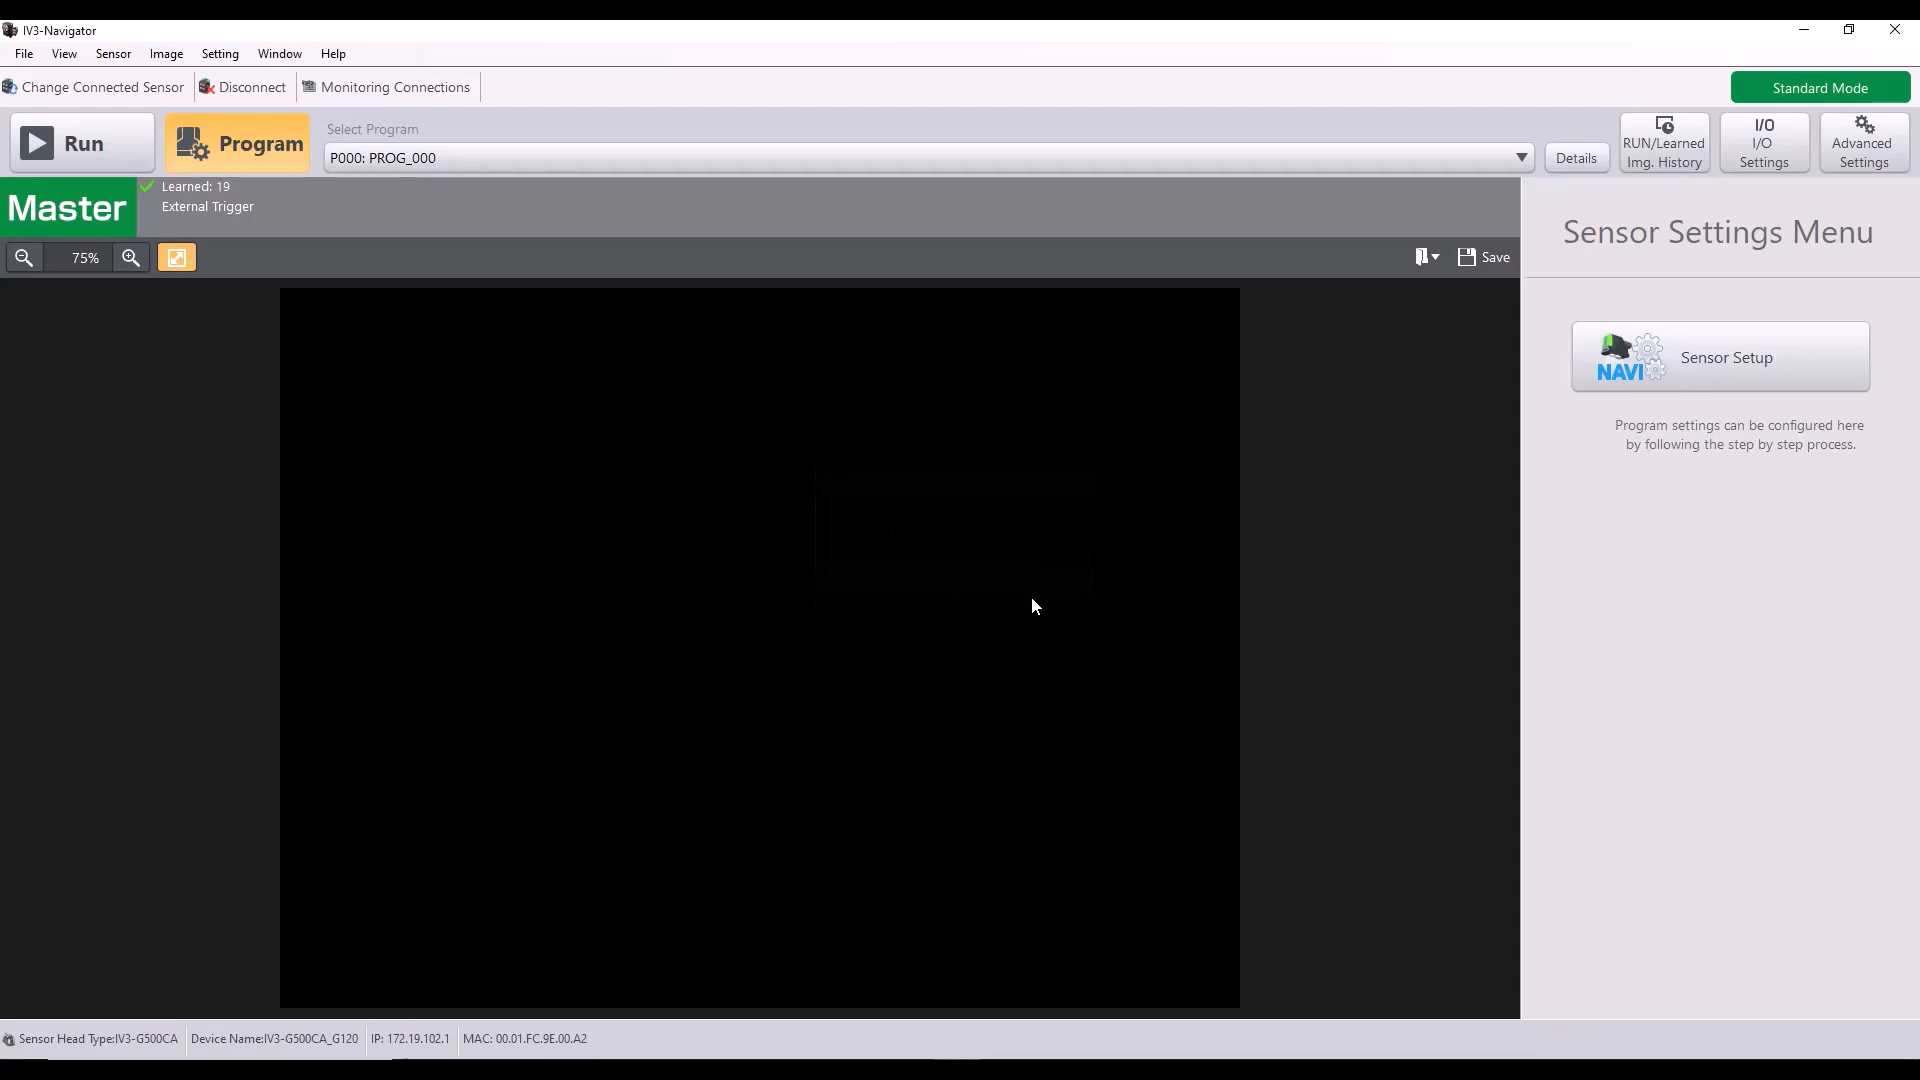 IV3-Navigator
File View Sensor Image Setting Window Help
Change Connected Sensor Disconnect Monitoring Connections
Standard Mode
Run
Program
Select Program
P000: PROG_000
Details
RUN/Learned
Img. History
I/O
I/O
Settings
Advanced
Settings
Master
Learned: 19
External Trigger
75%
Save
Sensor Settings Menu
NAVI
Sensor Setup
Program settings can be configured here
by following the step by step process.
Sensor Head Type:IV3-G500CA Device Name:IV3-G500CA_G120 IP: 172.19.102.1 MAC: 00.01.FC.9E.00.A2